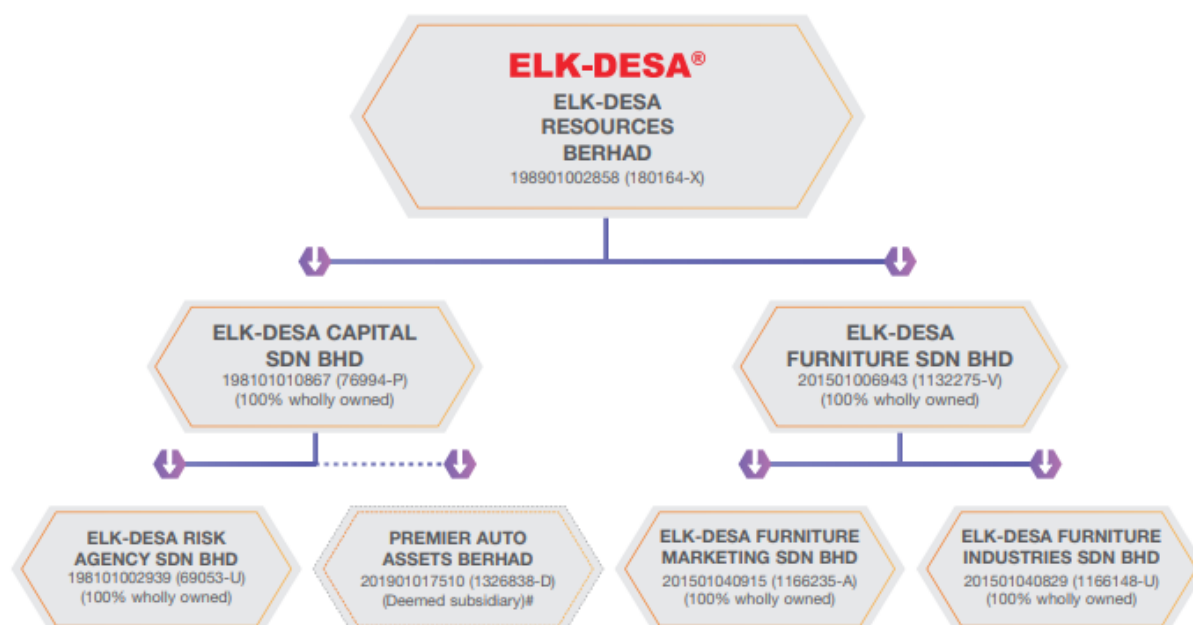 ELK-DESA®
ELK-DESA
RESOURCES
BERHAD
198901002858 (180164-X)
ELK-DESA CAPITAL
SDN BHD
198101010867 (76994-P)
(100% wholly owned)
ELK-DESA
FURNITURE SDN BHD
201501006943 (1132275-V)
(100% wholly owned)
ELK-DESA RISK
AGENCY SDN BHD
198101002939 (69053-U)
(100% wholly owned)
PREMIER AUTO
ASSETS BERHAD
201901017510 (1326838-D)
(Deemed subsidiary)#
ELK-DESA FURNITURE
MARKETING SDN BHD
201501040915 (1166235-A)
(100% wholly owned)
ELK-DESA FURNITURE
INDUSTRIES SDN BHD
201501040829 (1166148-U)
(100% wholly owned)